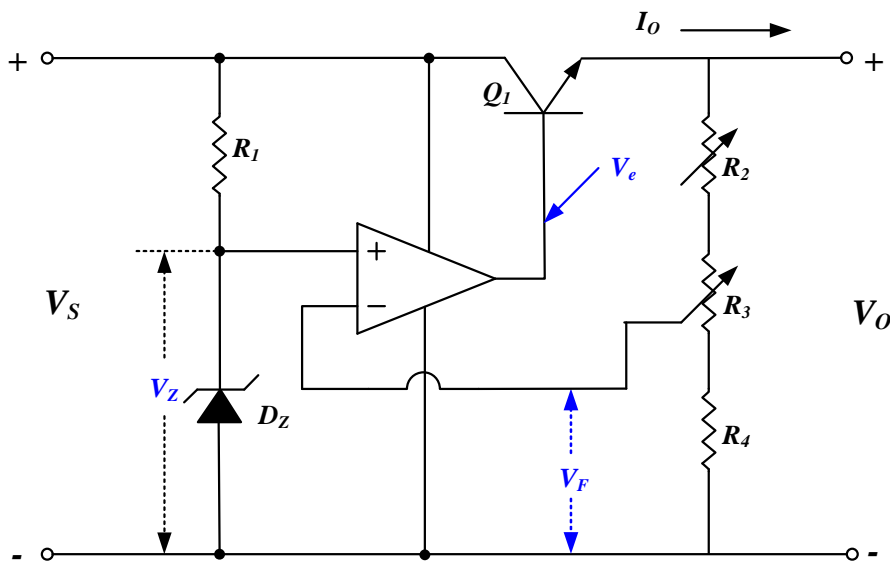 I_O
+
+
Q_1
R_1
V_e
R_2
+
V_S
−
R_3
V_O
V_Z
D_Z
R_4
V_F
-
-